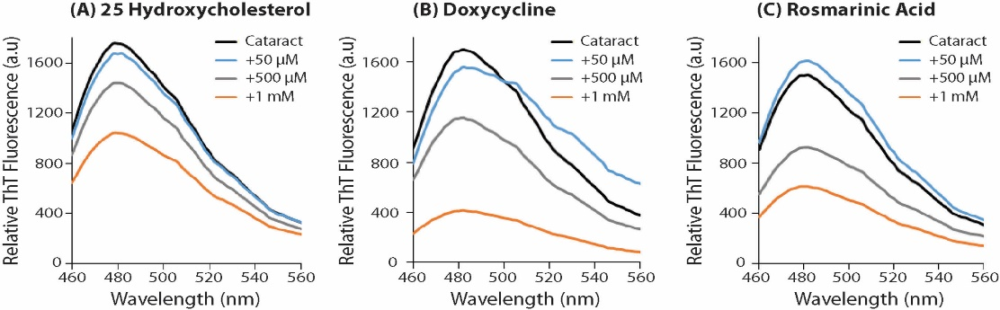 (A) 25 Hydroxycholesterol
Relative ThT Fluorescence (a.u)
1600
1200
800
400
0
Cataract
+50 µM
+500 µM
+1 mM
460 480 500 520 540 560
Wavelength (nm)
(B) Doxycycline
Relative ThT Fluorescence (a.u)
1600
1200
800
400
0
Cataract
+50 µM
+500 µM
+1 mM
460 480 500 520 540 560
Wavelength (nm)
(C) Rosmarinic Acid
Relative ThT Fluorescence (a.u)
1600
1200
800
400
0
Cataract
+50 µM
+500 µM
+1 mM
460 480 500 520 540 560
Wavelength (nm)